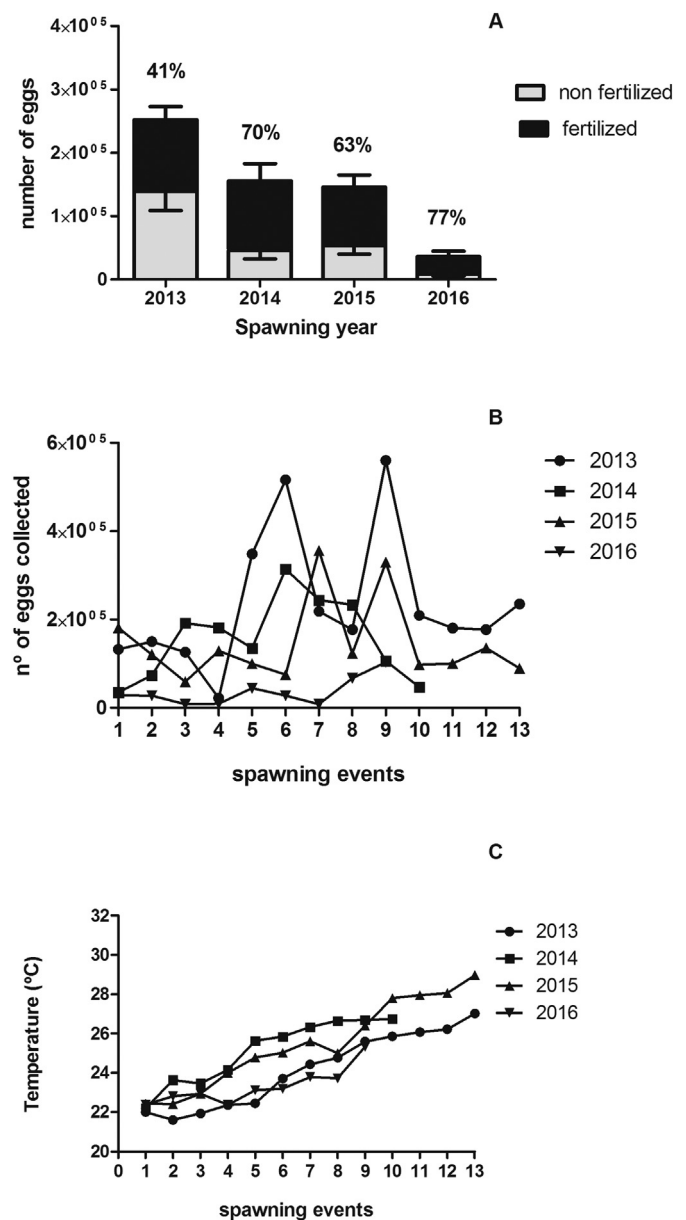 A
4×10⁰⁵
3×10⁰⁵
2×10⁰⁵
1×10⁰⁵
0
number of eggs
41%
70%
63%
77%
non fertilized
fertilized
2013 2014 2015 2016
Spawning year
B
6×10⁰⁵
4×10⁰⁵
2×10⁰⁵
0
nº of eggs collected
2013
2014
2015
2016
1 2 3 4 5 6 7 8 9 10 11 12 13
spawning events
C
32
30
28
26
24
22
20
Temperature (ºC)
2013
2014
2015
2016
0 1 2 3 4 5 6 7 8 9 10 11 12 13
spawning events